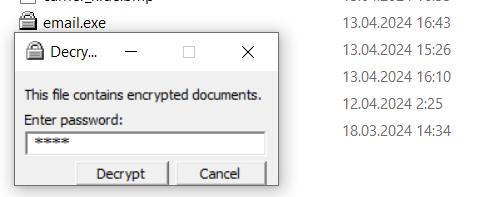 email.exe
13.04.2024 16:43
Decry...
13.04.2024 15:26
13.04.2024 16:10
This file contains encrypted documents.
12.04.2024 2:25
Enter password:
18.03.2024 14:34
****
Decrypt
Cancel